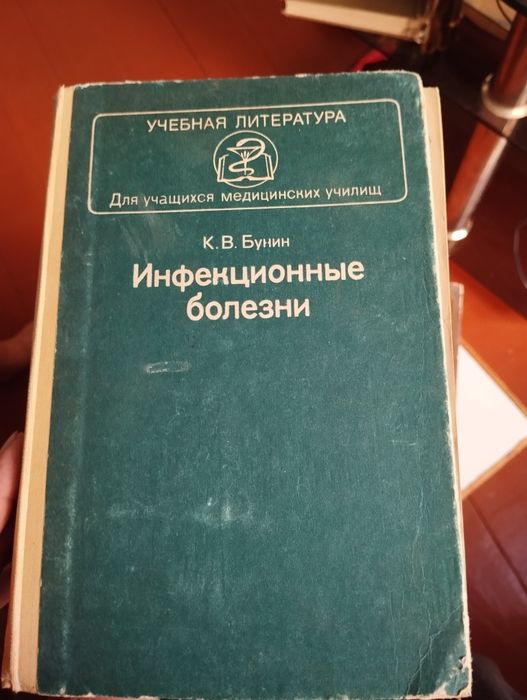 УЧЕБНАЯ ЛИТЕРАТУРА
Для учащихся медицинских училищ
К. В. Бунин
Инфекционные
болезни